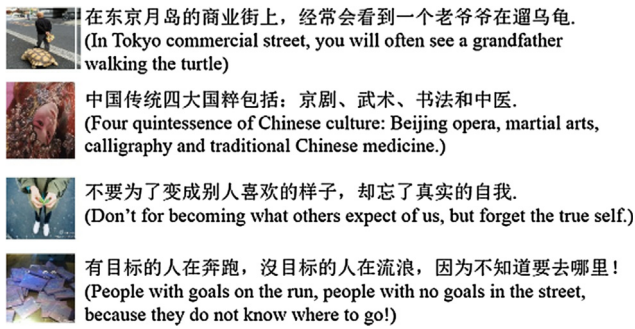 在东京月岛的商业街上，经常会看到一个老爷爷在遛乌龟.
(In Tokyo commercial street, you will often see a grandfather
walking the turtle)
中国传统四大国粹包括：京剧、武术、书法和中医.
(Four quintessence of Chinese culture: Beijing opera, martial arts,
calligraphy and traditional Chinese medicine.)
不要为了变成别人喜欢的样子，却忘了真实的自我.
(Don’t for becoming what others expect of us, but forget the true self.)
有目标的人在奔跑，沒目标的人在流浪，因为不知道要去哪里！
(People with goals on the run, people with no goals in the street,
because they do not know where to go!)